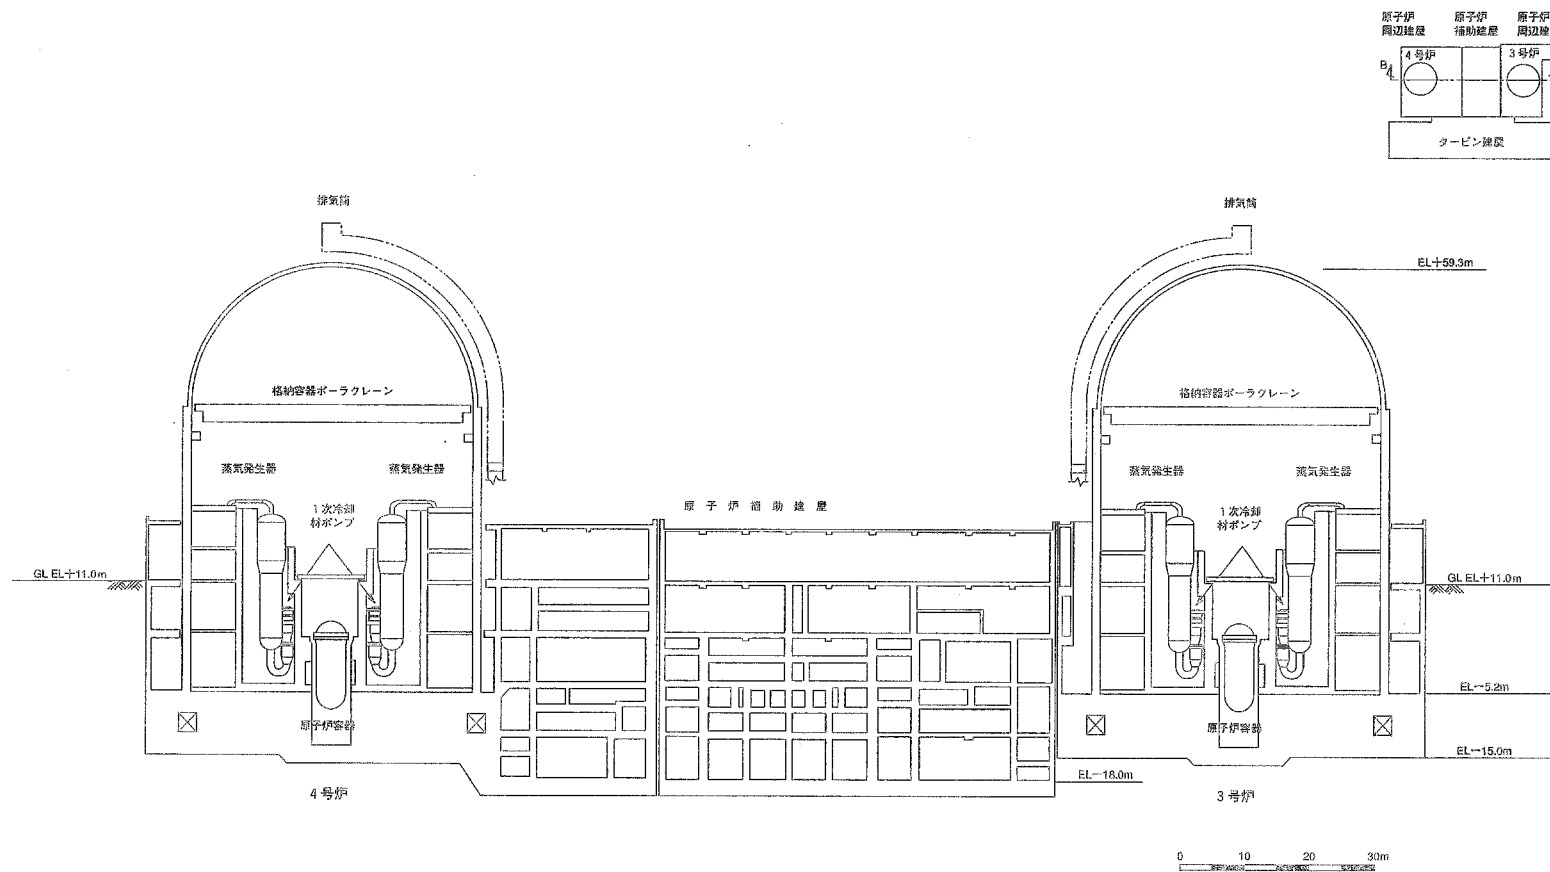 原子炉
周辺建屋
原子炉
補助建屋
原子炉
周辺建
4号炉
3号炉
B
タービン建屋
排気筒
排気筒
EL+59.3m
格納容器ポーラクレーン
格納容器ポーラクレーン
蒸気発生器
蒸気発生器
蒸気発生器
蒸気発生器
1次冷却
材ポンプ
原子炉補助建屋
1次冷却
材ポンプ
GL EL+11.0m
GL EL+11.0m
EL-5.2m
原子炉容器
原子炉容器
EL-15.0m
EL-18.0m
4号炉
3号炉
0 10 20 30m